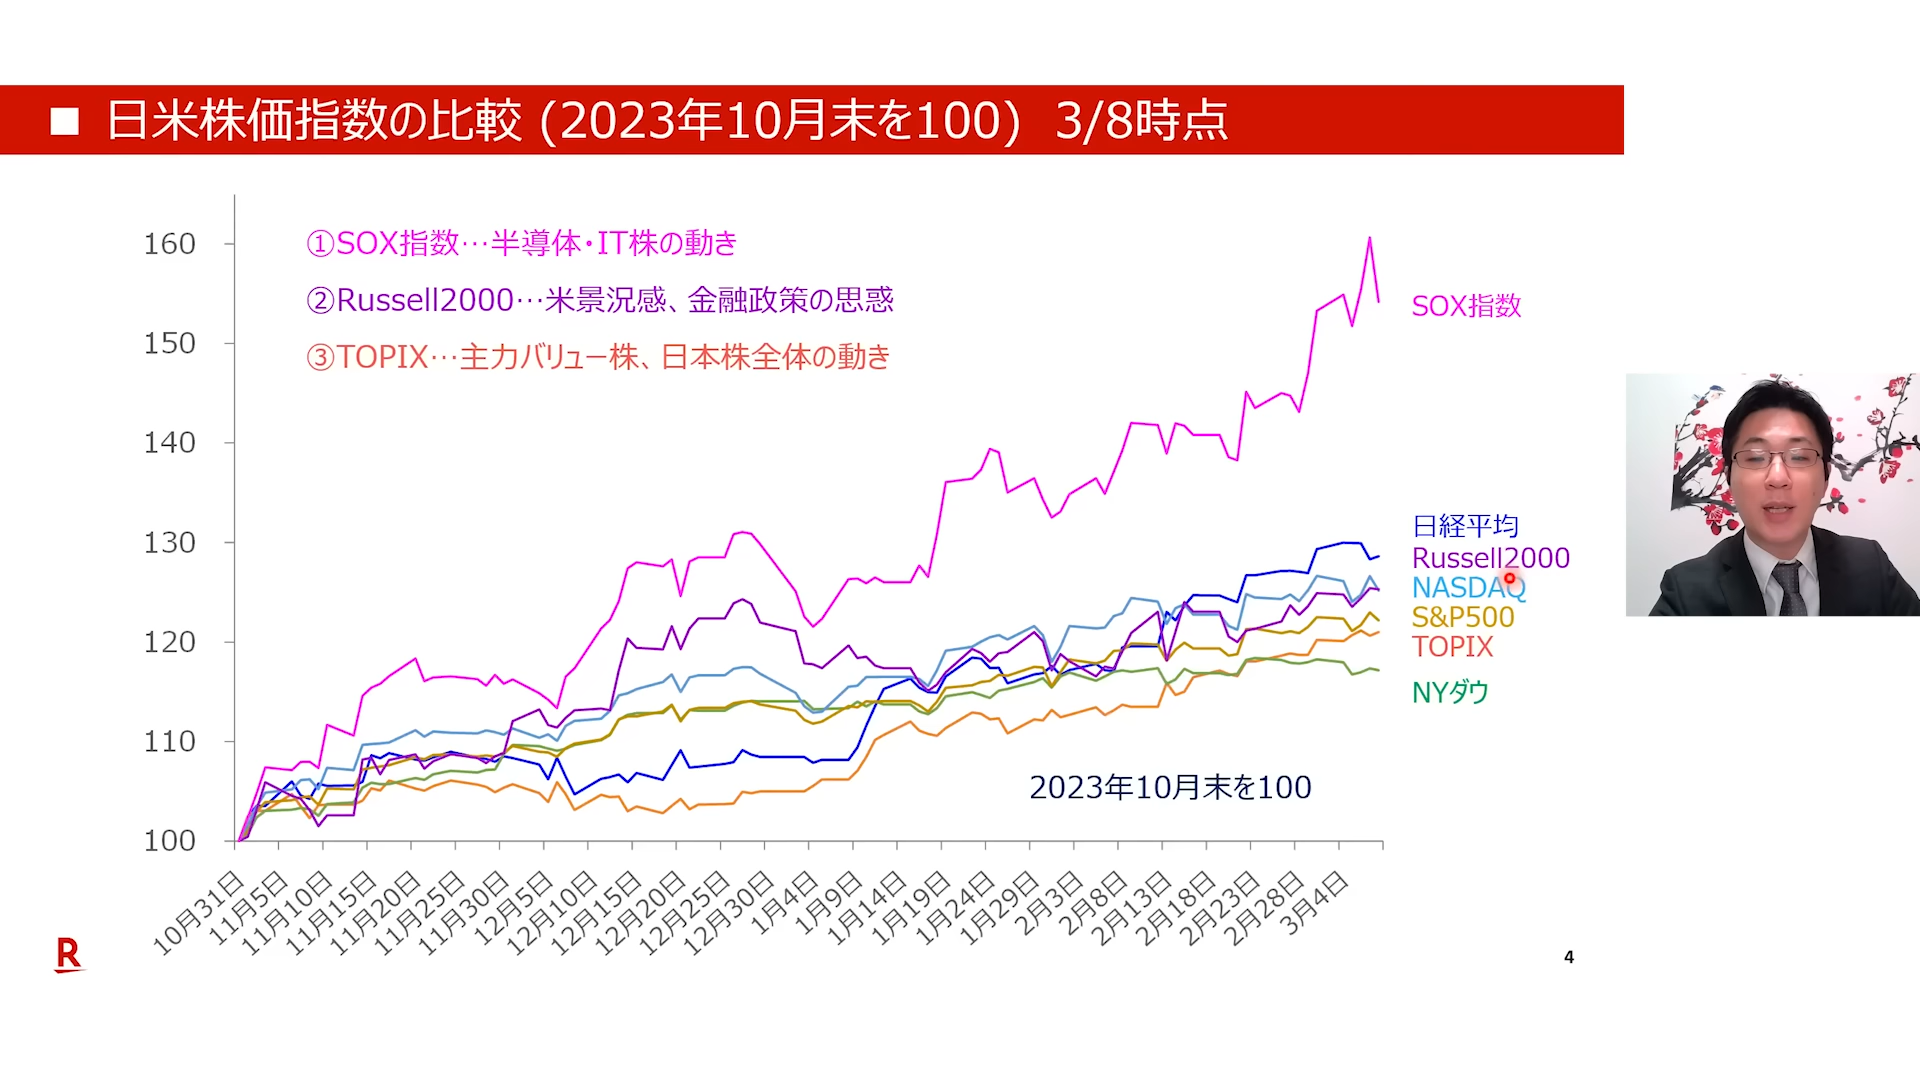 ■ 日米株価指数の比較 (2023年10月末を100) 3/8時点
①SOX指数…半導体・IT株の動き
②Russell2000…米景況感、金融政策の思惑
③TOPIX…主力バリュー株、日本株全体の動き
160
150
140
130
120
110
100
SOX指数
日経平均
Russell2000
NASDAQ
S&P500
TOPIX
NYダウ
2023年10月末を100
10月31日
11月5日
11月10日
11月15日
11月20日
11月25日
11月30日
12月5日
12月10日
12月15日
12月20日
12月25日
12月30日
1月4日
1月9日
1月14日
1月19日
1月24日
1月29日
2月3日
2月8日
2月13日
2月18日
2月23日
2月28日
3月4日
R
4